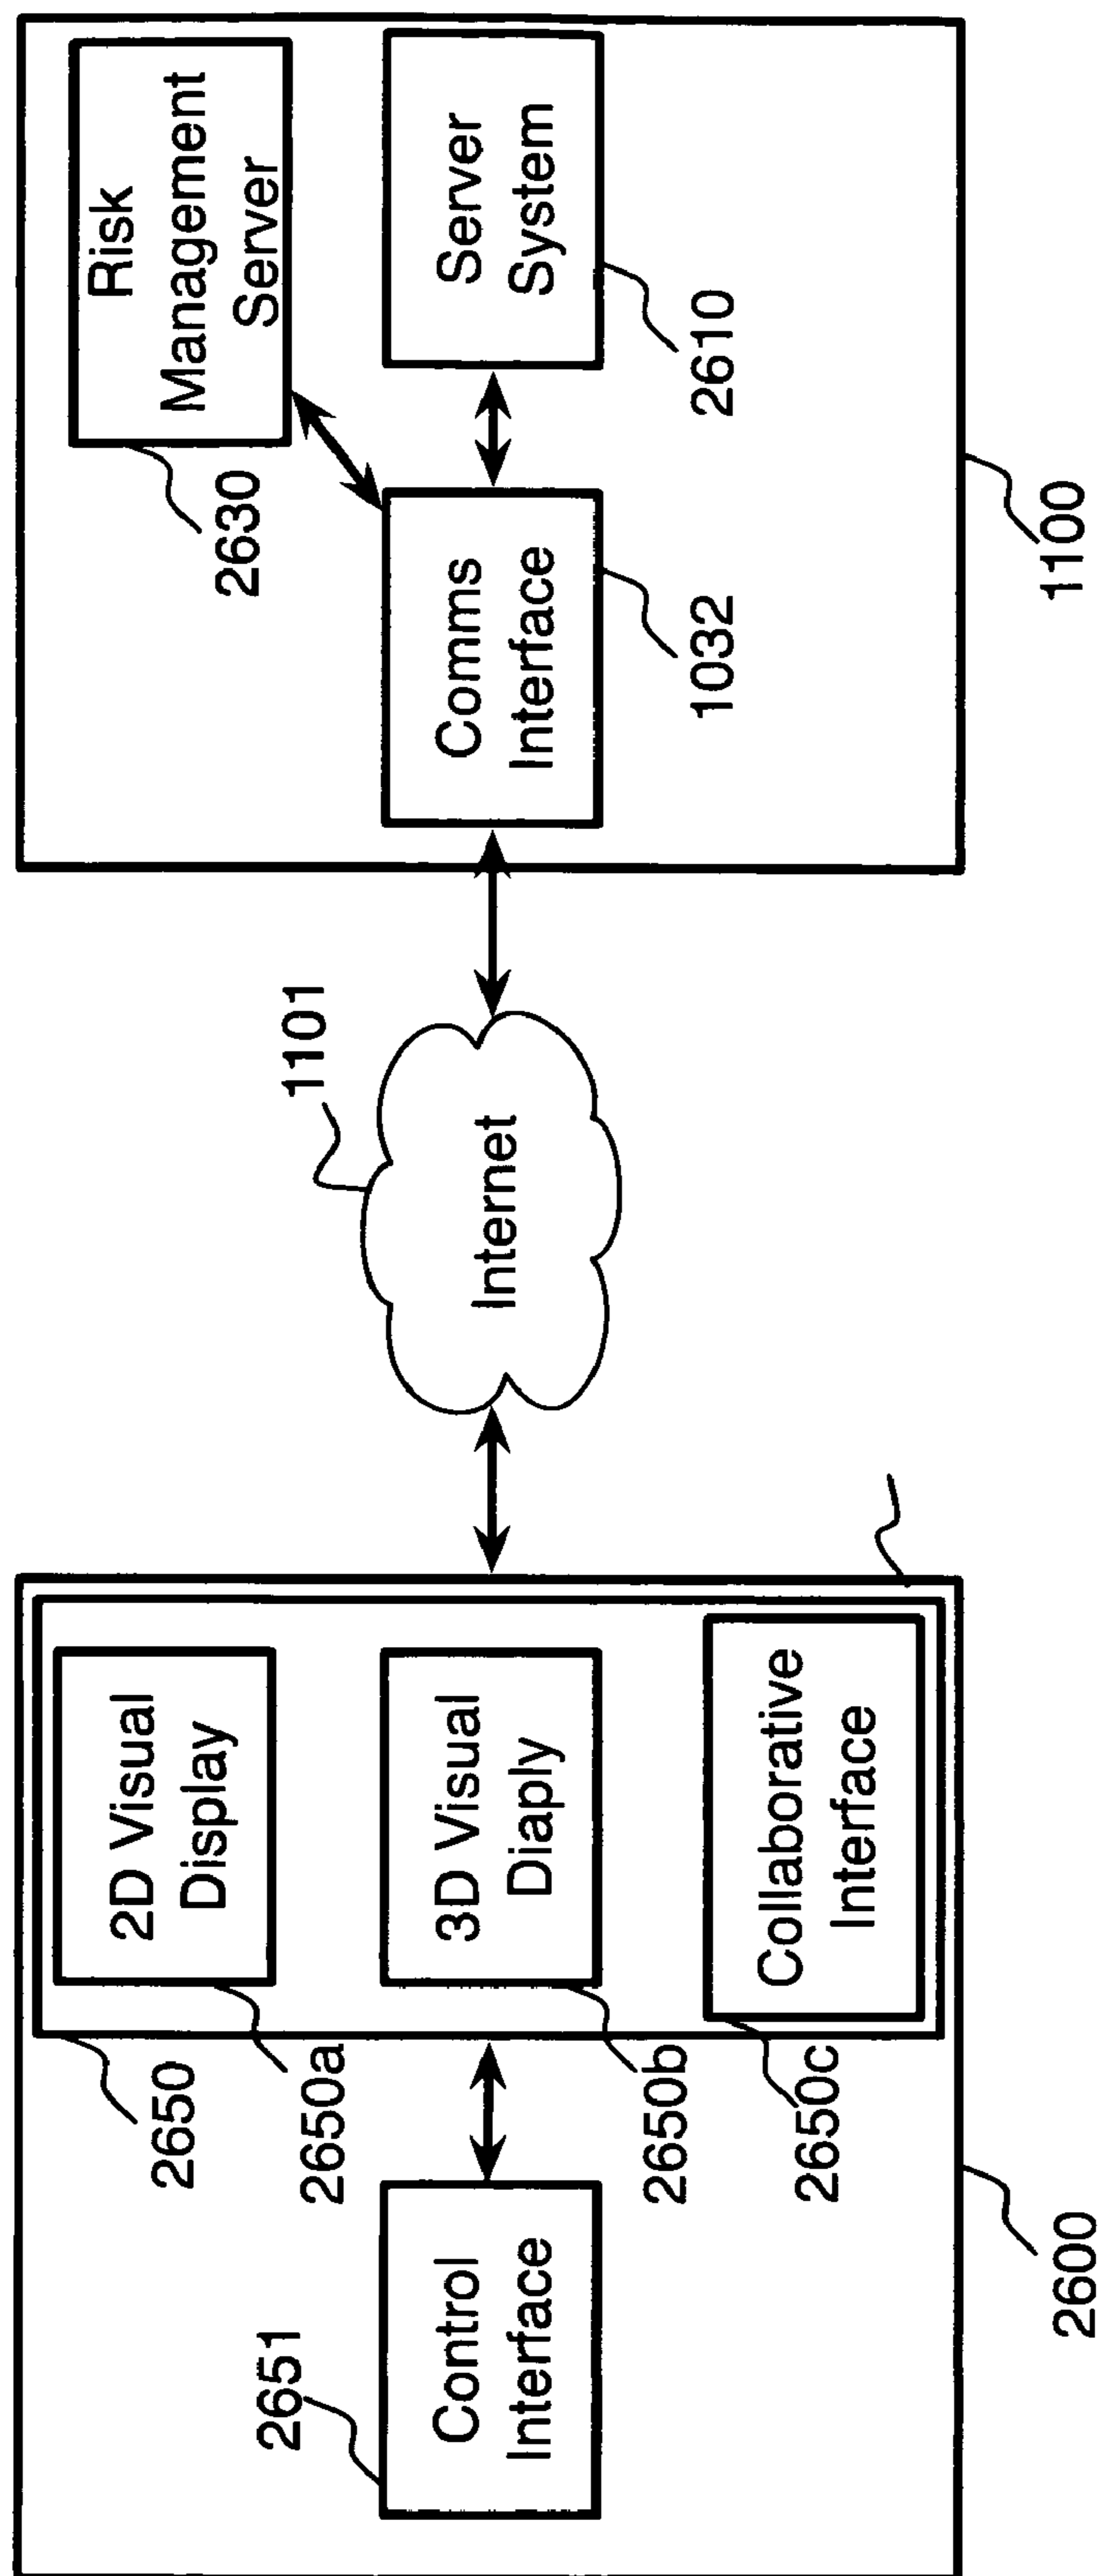 2651
Control
Interface
2650
2650a
2650b
2650c
2600
2D Visual
Display
3D Visual
Diaply
Collaborative
Interface
1101
Internet
Comms
Interface
1032
2630
Risk
Management
Server
Server
System
2610
1100